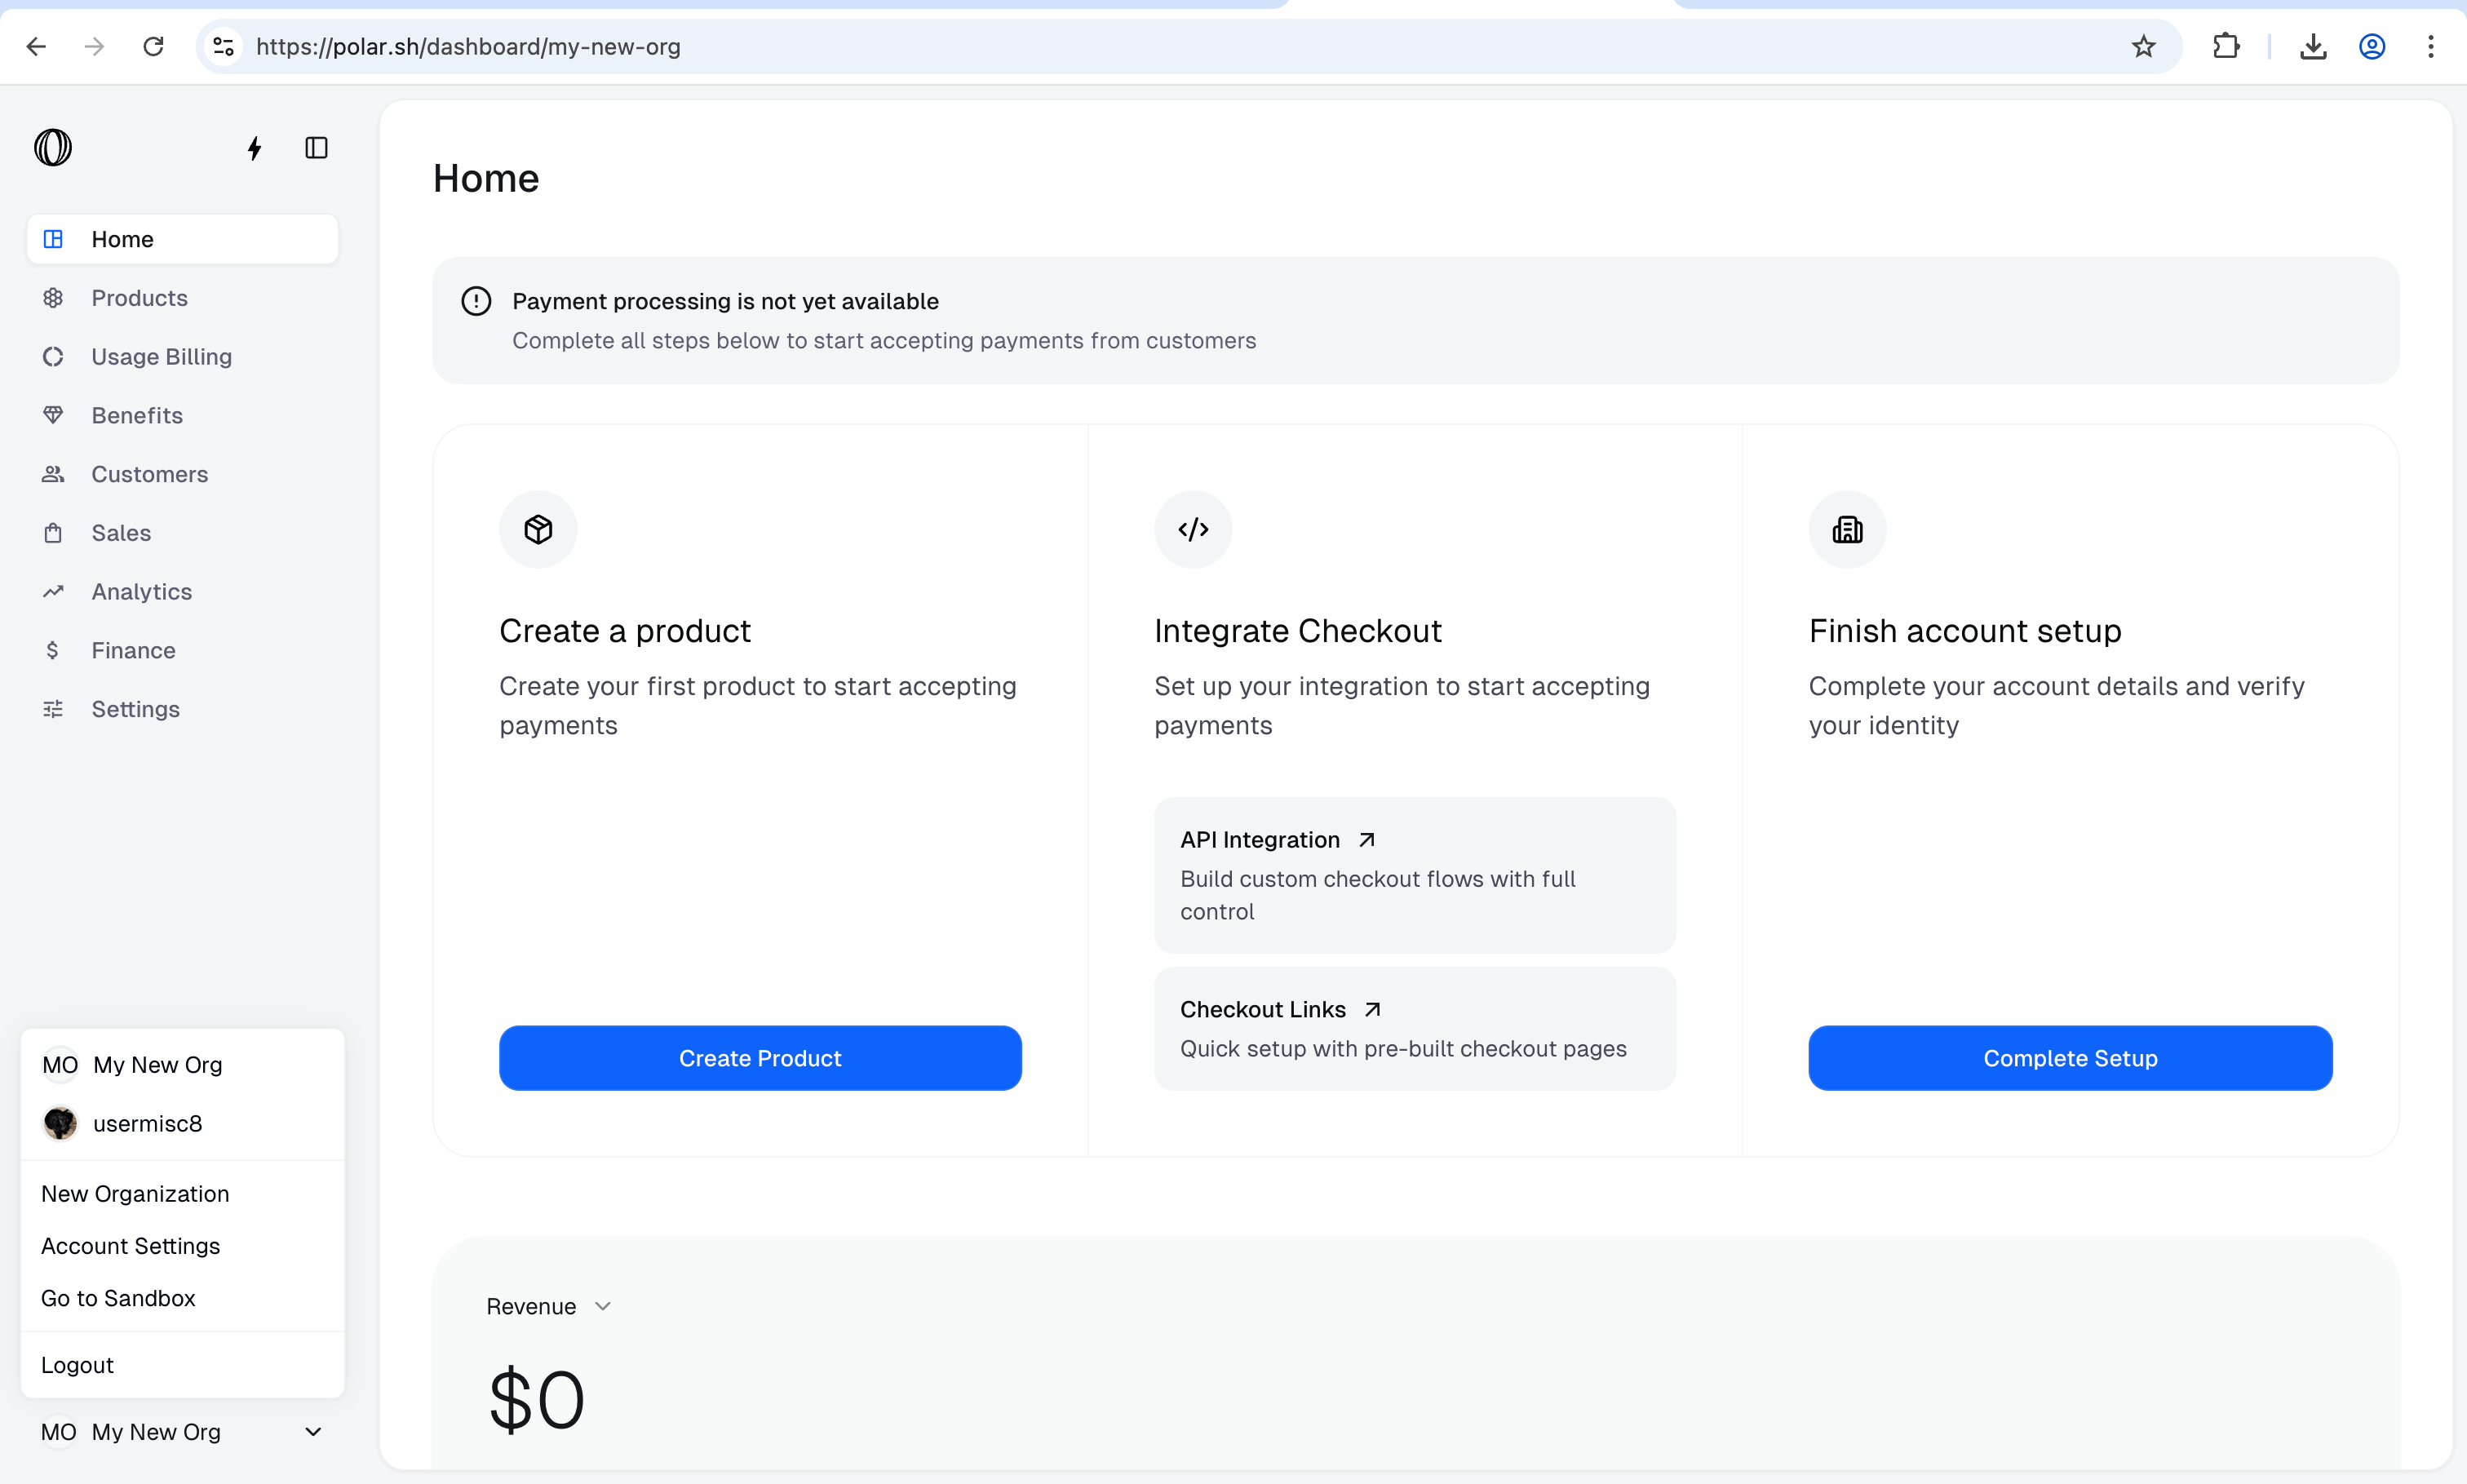 https://polar.sh/dashboard/my-new-org
Home
Products
Usage Billing
Benefits
Customers
Sales
Analytics
Finance
Settings
MO My New Org
usermisc8
New Organization
Account Settings
Go to Sandbox
Logout
MO My New Org
Home
Payment processing is not yet available
Complete all steps below to start accepting payments from customers
Create a product
Create your first product to start accepting
payments
Create Product
Integrate Checkout
Set up your integration to start accepting
payments
API Integration
Build custom checkout flows with full
control
Checkout Links
Quick setup with pre-built checkout pages
Finish account setup
Complete your account details and verify
your identity
Complete Setup
Revenue
$0